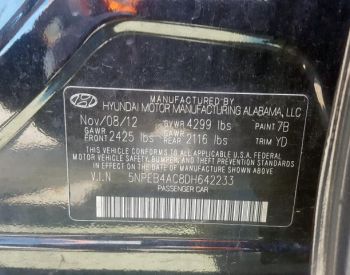 MANUFACTURED BY
HYUNDAI MOTOR MANUFACTURING ALABAMA, LLC
Nov/08/12 GVWR 4299 lbs PAINT 7B
GAWR FRONT 2425 lbs GAWR REAR 2116 lbs TRIM YD
THIS VEHICLE CONFORMS TO ALL APPLICABLE FEDERAL
MOTOR VEHICLE SAFETY, BUMPER, AND THEFT PREVENTION
STANDARDS IN EFFECT ON THE DATE OF MANUFACTURE
SHOWN ABOVE.
V.I.N 5NPEB4AC8DH642233
PASSENGER CAR